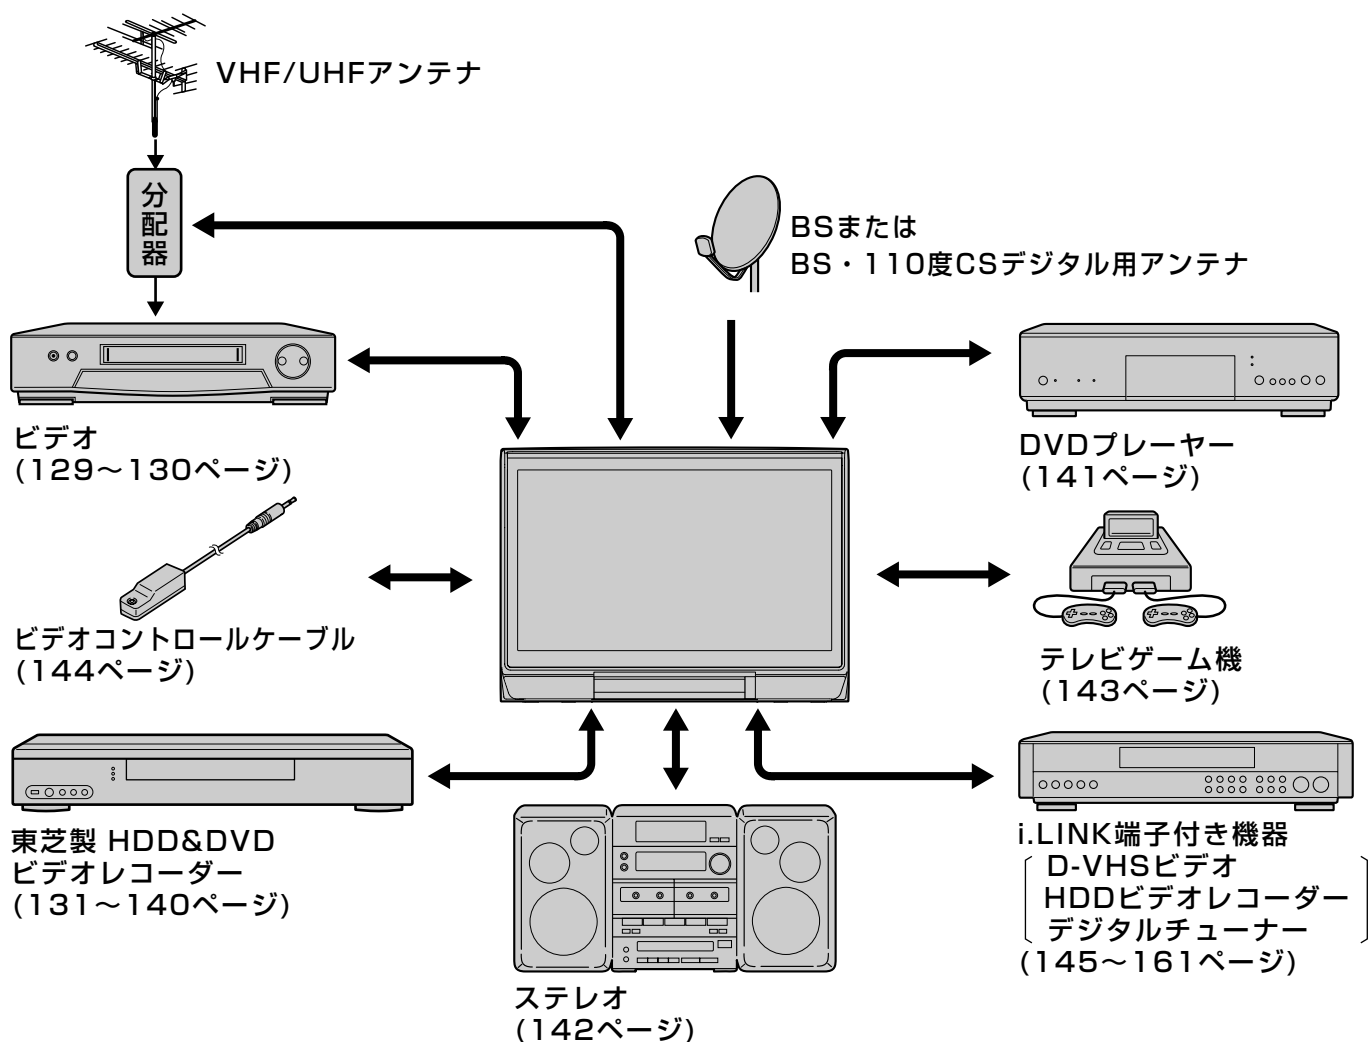 VHF/UHFアンテナ
分配器
BSまたは
BS・110度CSデジタル用アンテナ
ビデオ
(129～130ページ)
DVDプレーヤー
(141ページ)
ビデオコントロールケーブル
(144ページ)
テレビゲーム機
(143ページ)
東芝製 HDD&DVD
ビデオレコーダー
(131～140ページ)
i.LINK端子付き機器
D-VHSビデオ
HDDビデオレコーダー
デジタルチューナー
(145～161ページ)
ステレオ
(142ページ)